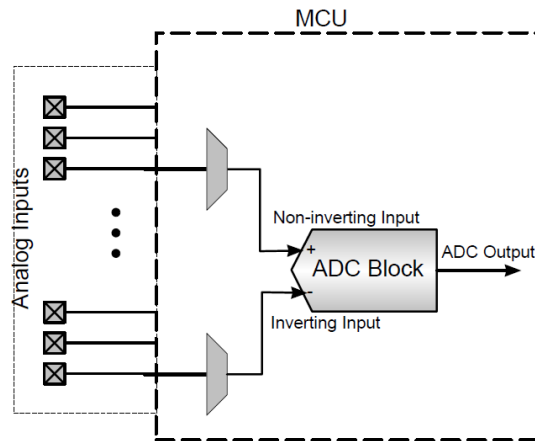 MCU
Analog Inputs
Non-inverting Input
+
ADC Block
-
ADC Output
Inverting Input